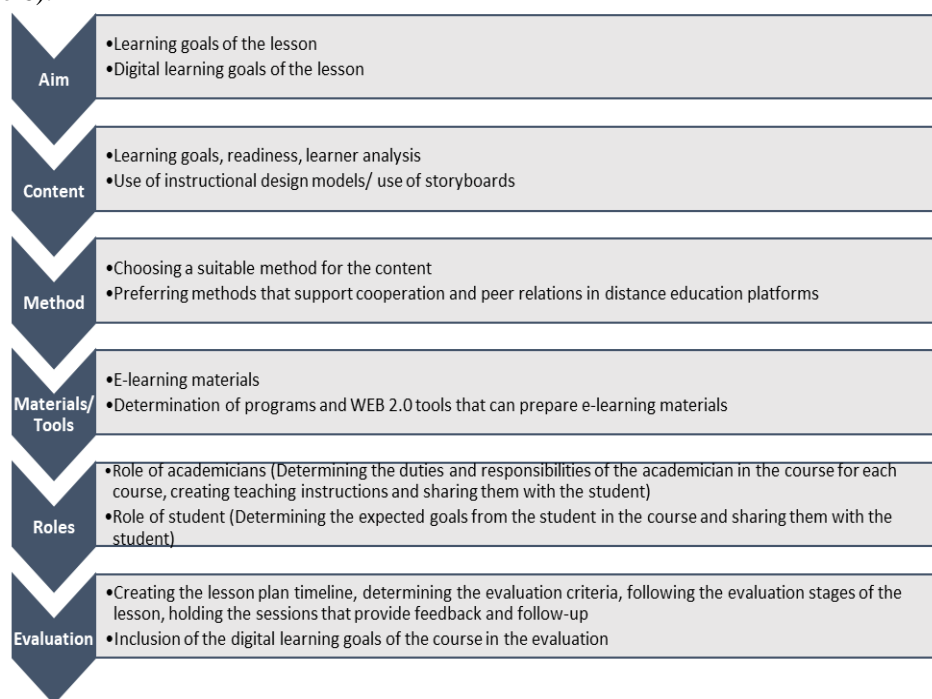 Aim
•Learning goals of the lesson
•Digital learning goals of the lesson
Content
•Learning goals, readiness, learner analysis
•Use of instructional design models/ use of storyboards
Method
•Choosing a suitable method for the content
•Preferring methods that support cooperation and peer relations in distance education platforms
Materials/
Tools
•E-learning materials
•Determination of programs and WEB 2.0 tools that can prepare e-learning materials
Roles
•Role of academicians (Determining the duties and responsibilities of the academician in the course for each
course, creating teaching instructions and sharing them with the student)
•Role of student (Determining the expected goals from the student in the course and sharing them with the
student)
Evaluation
•Creating the lesson plan timeline, determining the evaluation criteria, following the evaluation stages of the
lesson, holding the sessions that provide feedback and follow-up
•Inclusion of the digital learning goals of the course in the evaluation